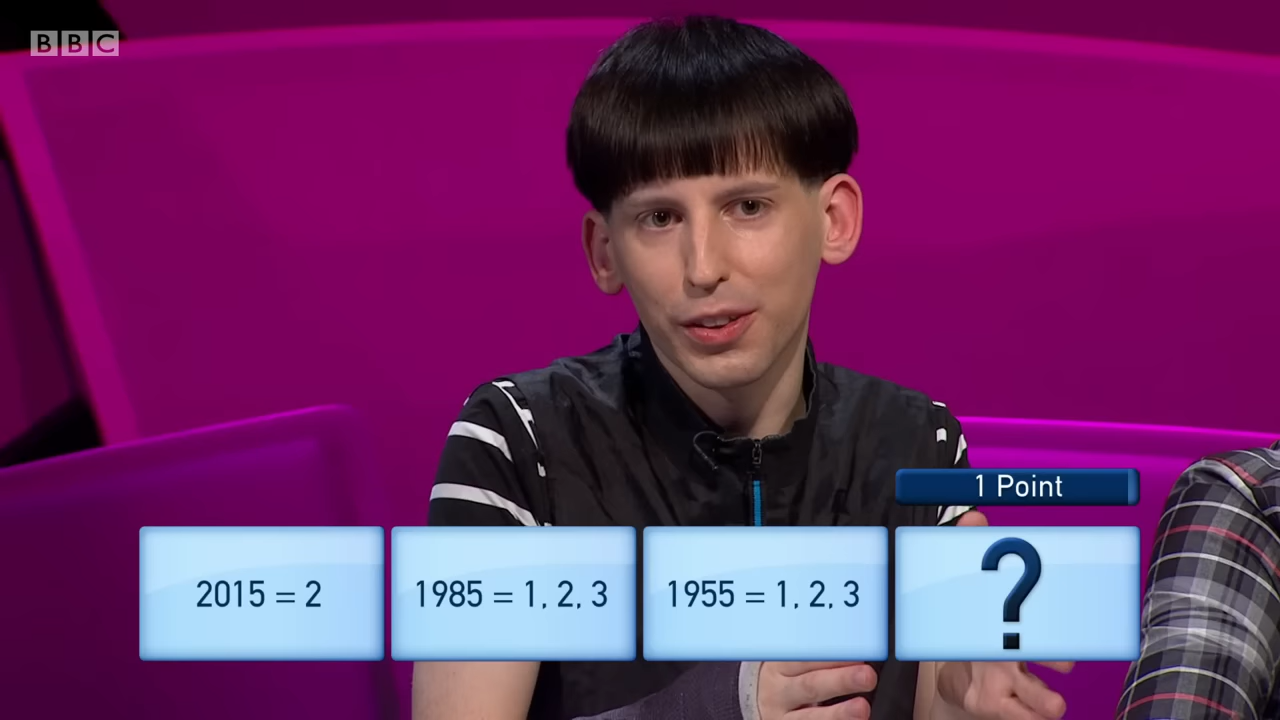 BBC
1 Point
2015 = 2
1985 = 1, 2, 3
1955 = 1, 2, 3
?